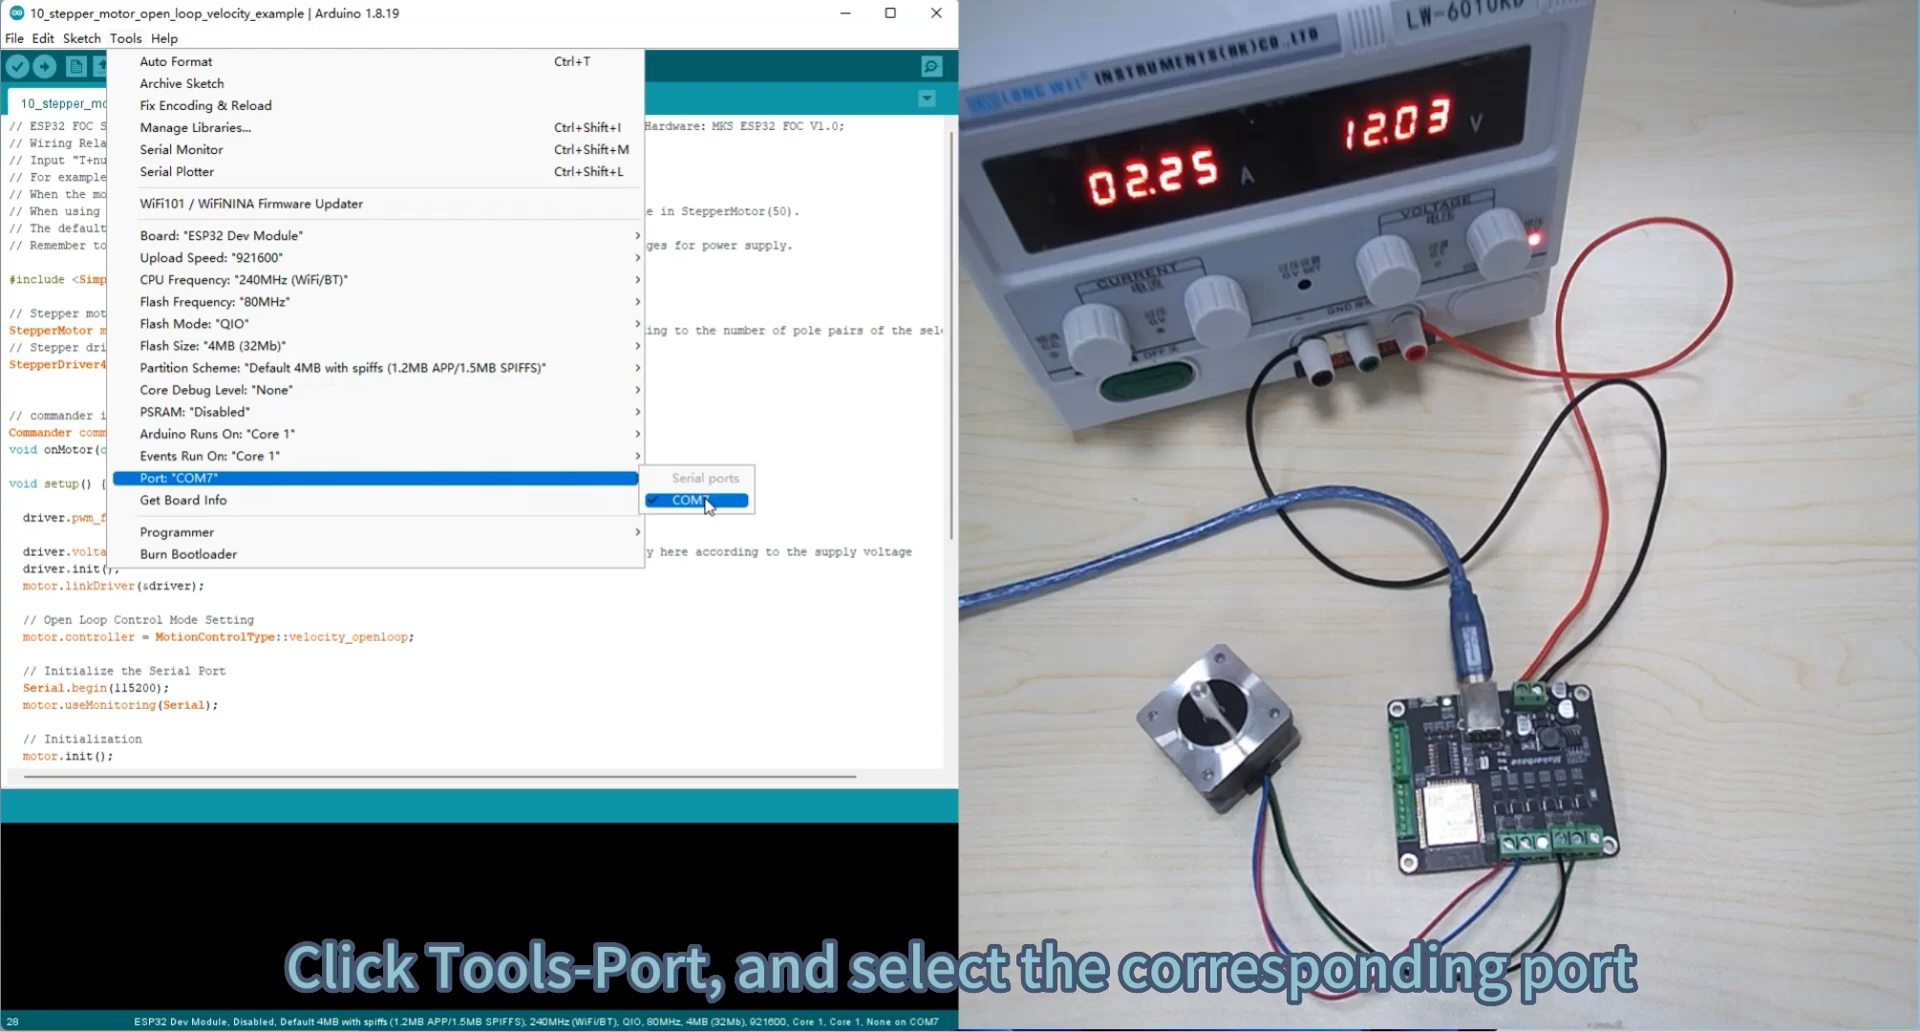 10_stepper_motor_open_loop_velocity_example | Arduino 1.8.19
File Edit Sketch Tools Help
Auto Format Ctrl+T
Archive Sketch
Fix Encoding & Reload
Manage Libraries... Ctrl+Shift+I
Serial Monitor Ctrl+Shift+M
Serial Plotter Ctrl+Shift+L
WiFi101 / WiFiNINA Firmware Updater
Board: "ESP32 Dev Module"
Upload Speed: "921600"
CPU Frequency: "240MHz (WiFi/BT)"
Flash Frequency: "80MHz"
Flash Mode: "QIO"
Flash Size: "4MB (32Mb)"
Partition Scheme: "Default 4MB with spiffs (1.2MB APP/1.5MB SPIFFS)"
Core Debug Level: "None"
PSRAM: "Disabled"
Arduino Runs On: "Core 1"
Events Run On: "Core 1"
Port: "COM7"
Get Board Info
Programmer
Burn Bootloader
Serial ports
COM7
10_stepper_mo
// ESP32 FOC S Hardware: MKS ESP32 FOC V1.0;
// Wiring Rela
// Input "T+nu
// For example
// When the mo
// When using e in StepperMotor(50).
// The default
// Remember to ges for power supply.
#include <Simp
// Stepper mot
StepperMotor m ing to the number of pole pairs of the sel
// Stepper dri
StepperDriver4
// commander i
Commander comm
void onMotor(c
void setup() {
driver.pwm_f
driver.volta y here according to the supply voltage
driver.init();
motor.linkDriver(&driver);
// Open Loop Control Mode Setting
motor.controller = MotionControlType::velocity_openloop;
// Initialize the Serial Port
Serial.begin(115200);
motor.useMonitoring(Serial);
// Initialization
motor.init();
28 ESP32 Dev Module, Disabled, Default 4MB with spiffs (1.2MB APP/1.5MB SPIFFS), 240MHz (WiFi/BT), QIO, 80MHz, 4MB (32Mb), 921600, Core 1, Core 1, None on COM7
LW-6010KD
LONG WEI INSTRUMENTS(HK)CO.,LTD
02.25 A 12.03 V
CURRENT
电流
VOLTAGE
电压
GND
OFF
Makerbase
Click Tools-Port, and select the corresponding port